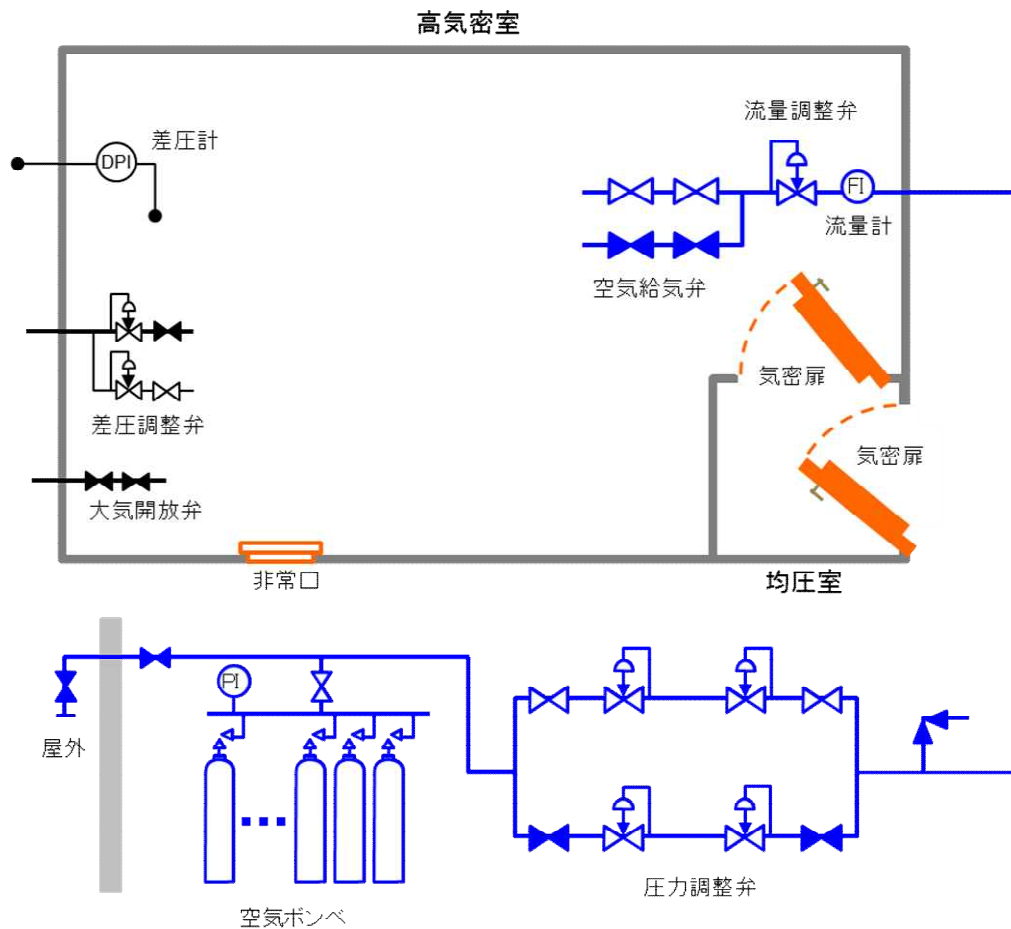 高気密室
流量調整弁
差圧計
DPI
FI
流量計
空気給気弁
気密扉
差圧調整弁
気密扉
大気開放弁
非常口
均圧室
PI
屋外
圧力調整弁
空気ボンベ